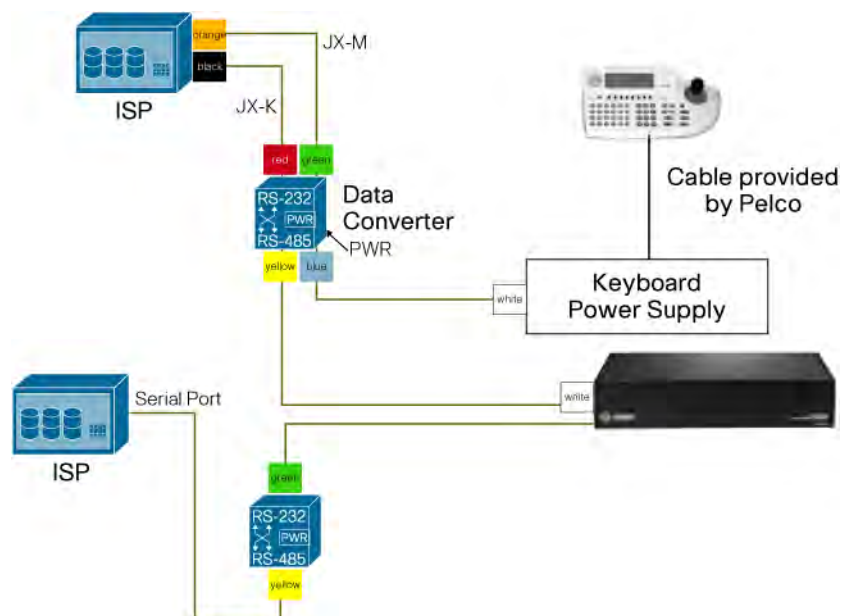 orange
JX-M
black
ISP
JX-K
red
green
RS-232
PWR
RS-485
Data
Converter
PWR
yellow
blue
Cable provided
by Pelco
white
Keyboard
Power Supply
Serial Port
white
ISP
green
RS-232
PWR
RS-485
yellow